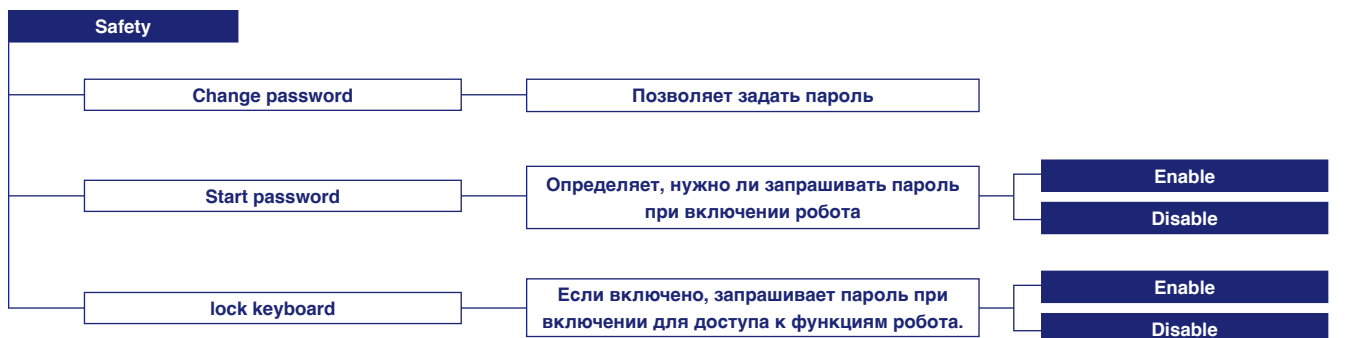 Safety
Change password
Позволяет задать пароль
Start password
Определяет, нужно ли запрашивать пароль
при включении робота
Enable
Disable
lock keyboard
Если включено, запрашивает пароль при
включении для доступа к функциям робота.
Enable
Disable